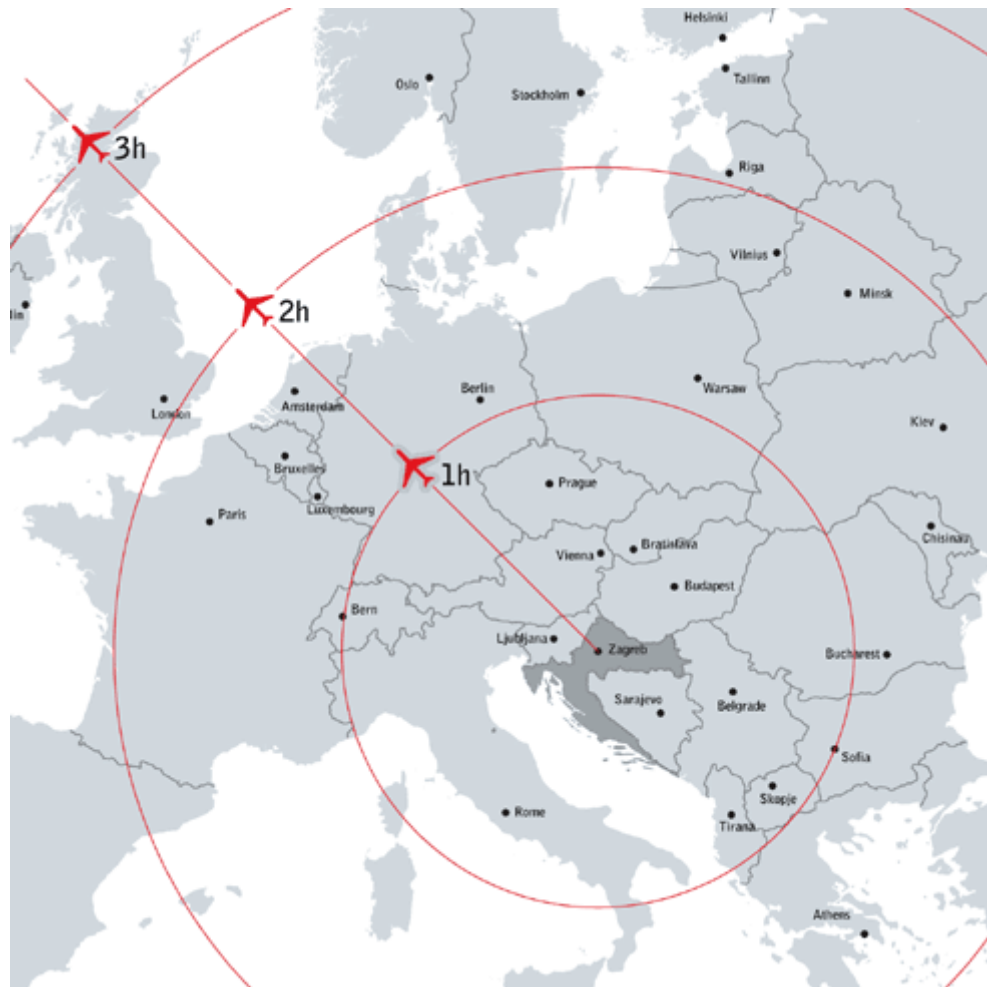 Helsinki
Oslo
Tallinn
Stockholm
3h
Riga
Vilnius
Minsk
lin
2h
Warsaw
Berlin
London
Amsterdam
Kiev
Bruxelles
1h
Prague
Luxembourg
Paris
Chisinau
Vienna
Bratislava
Budapest
Bern
Ljubljana
Zagreb
Bucharest
Sarajevo
Belgrade
Sofia
Skopje
Rome
Tirana
Athens